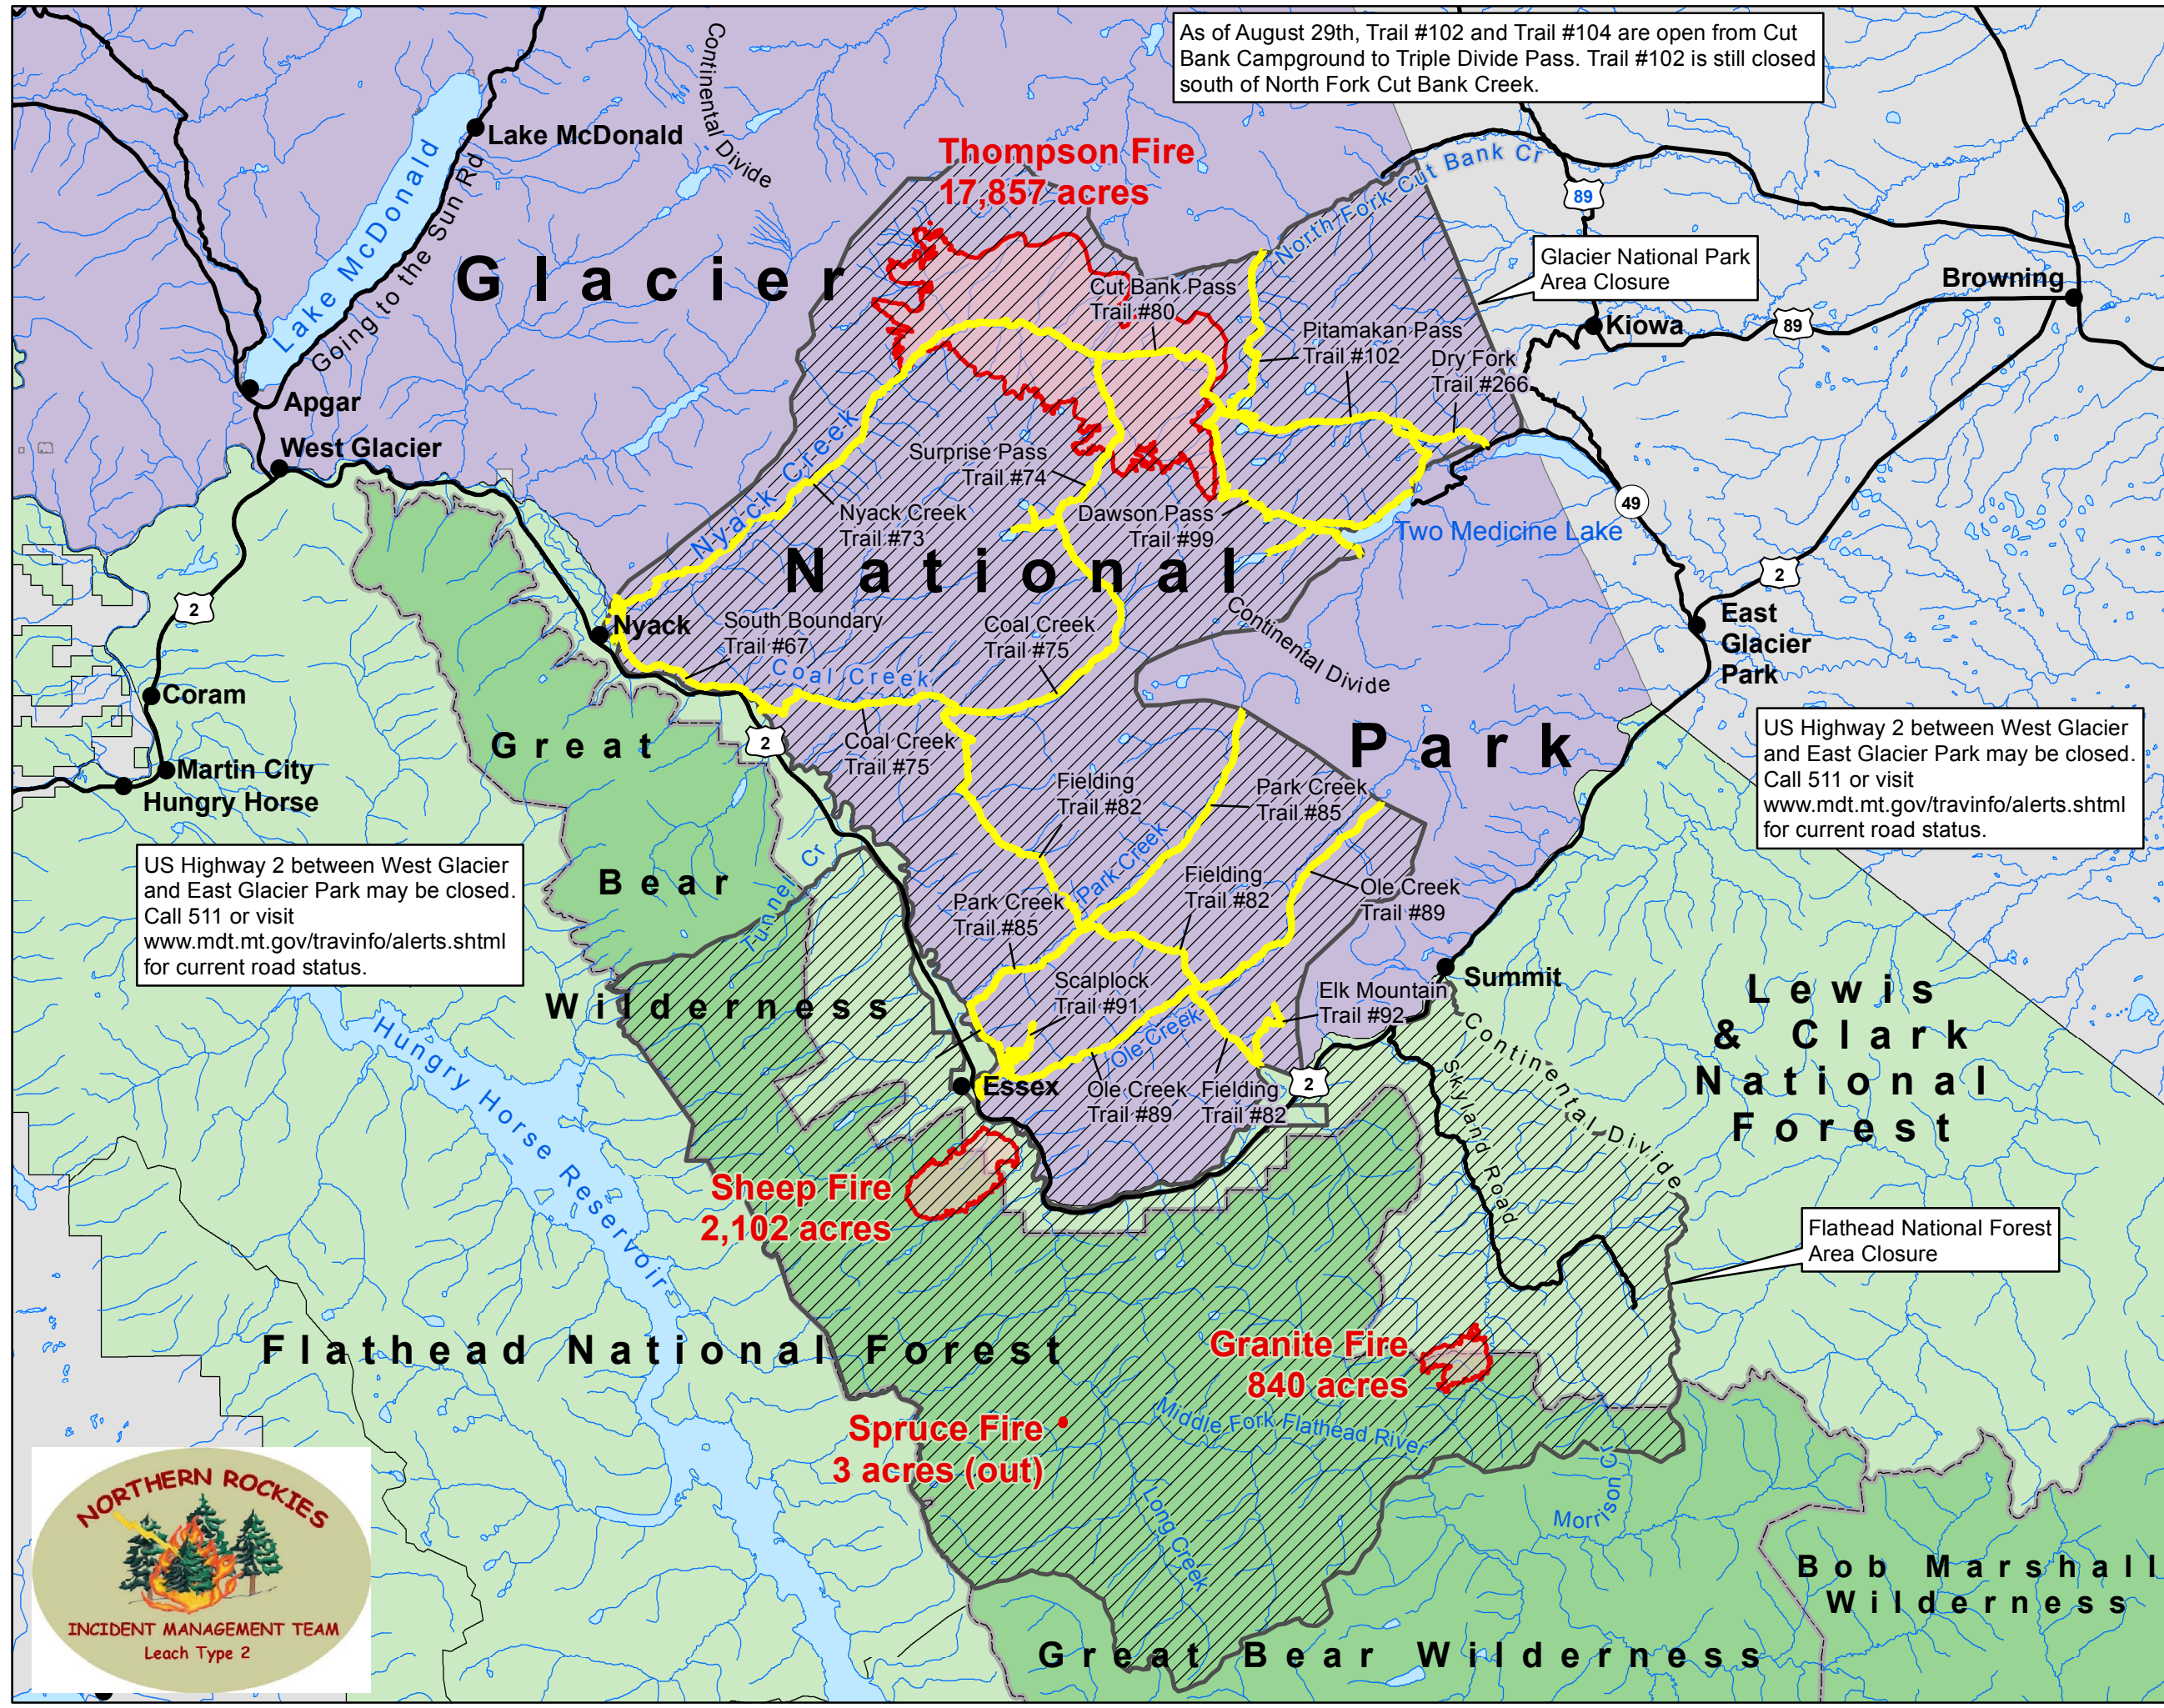 As of August 29th, Trail #102 and Trail #104 are open from Cut
Bank Campground to Triple Divide Pass. Trail #102 is still closed
south of North Fork Cut Bank Creek.
Continental Divide
Lake McDonald
Lake McDonald
Going to the Sun Rd
Thompson Fire
17,857 acres
North Fork Cut Bank Cr
89
Glacier National Park
Area Closure
Browning
Glacier
Cut Bank Pass
Trail #80
Pitamakan Pass
Trail #102
Dry Fork
Trail #266
Kiowa
89
Apgar
West Glacier
Nyack Creek
Surprise Pass
Trail #74
Nyack Creek
Trail #73
Dawson Pass
Trail #99
49
Two Medicine Lake
National
2
2
Nyack
South Boundary
Trail #67
Coal Creek
Coal Creek
Trail #75
Continental Divide
East
Glacier
Park
Coram
Great
2
Coal Creek
Trail #75
Park
US Highway 2 between West Glacier
and East Glacier Park may be closed.
Call 511 or visit
www.mdt.mt.gov/travinfo/alerts.shtml
for current road status.
Martin City
Hungry Horse
Fielding
Trail #82
Park Creek
Trail #85
US Highway 2 between West Glacier
and East Glacier Park may be closed.
Call 511 or visit
www.mdt.mt.gov/travinfo/alerts.shtml
for current road status.
Bear
Tunnel Cr
Park Creek
Park Creek
Trail #85
Fielding
Trail #82
Ole Creek
Trail #89
Wilderness
Scalplock
Trail #91
Elk Mountain
Trail #92
Summit
Lewis
& Clark
National
Forest
Hungry Horse Reservoir
Essex
Ole Creek
Ole Creek
Trail #89
Fielding
Trail #82
2
Continental Divide
Skyland Road
Sheep Fire
2,102 acres
Flathead National Forest
Area Closure
Flathead National Forest
Granite Fire
840 acres
Spruce Fire
3 acres (out)
Middle Fork Flathead River
Long Creek
Morrison Cr
Bob Marshall
Wilderness
Great Bear Wilderness
NORTHERN ROCKIES
INCIDENT MANAGEMENT TEAM
Leach Type 2